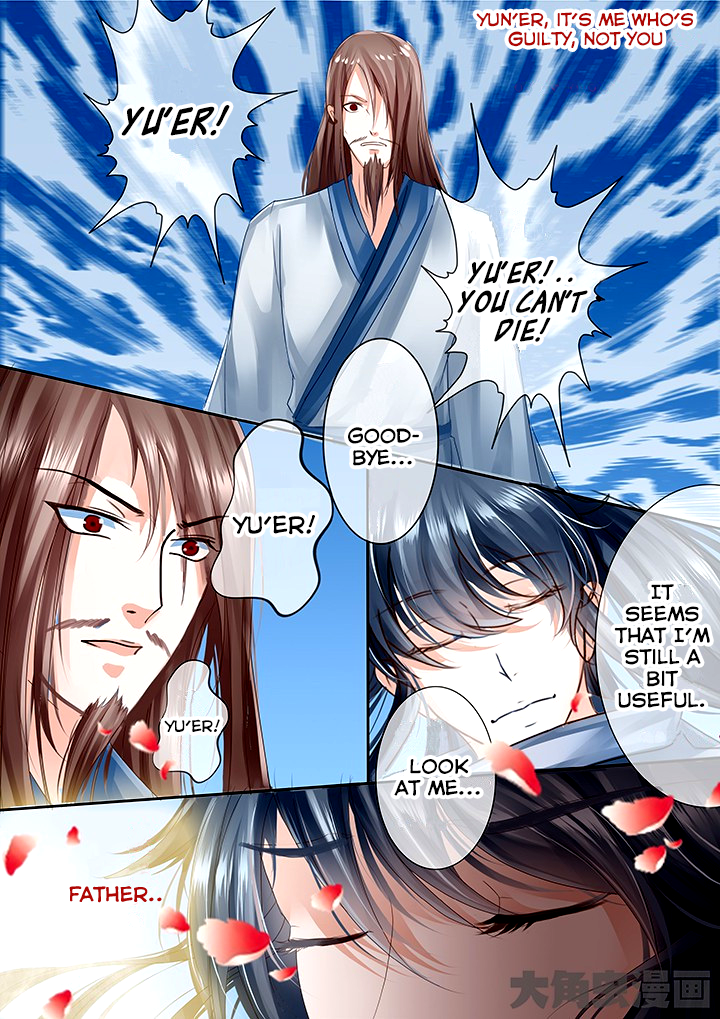 YUN'ER, IT'S ME WHO'S
GUILTY, NOT YOU
YU'ER!
YU'ER!..
YOU CAN'T
DIE!
GOOD-
BYE...
YU'ER!
IT
SEEMS
THAT I'M
STILL A
BIT
USEFUL.
YU'ER!
LOOK
AT ME...
FATHER..
大角虫漫画